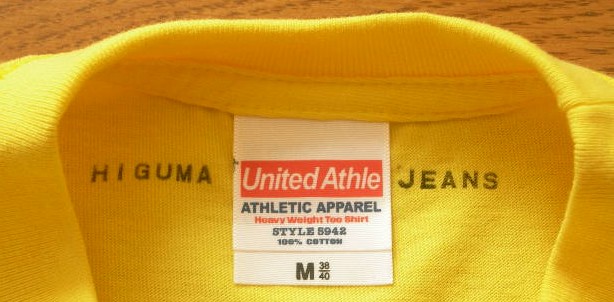 HIGUMA JEANS
United Athle
ATHLETIC APPAREL
Heavy Weight Tee Shirt
STYLE 5942
100% COTTON
M 38/40